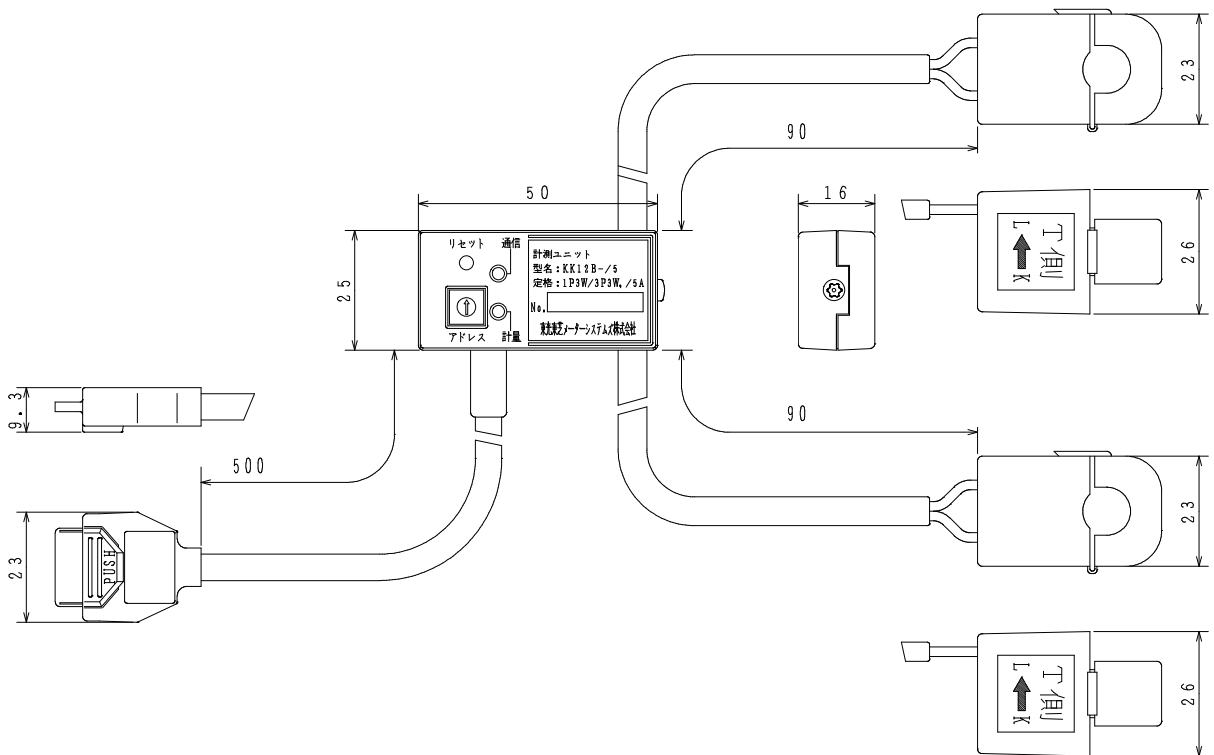 23
90
50
16
26
T側
L K
リセット 通信
計測ユニット
型名:KK12B-/5
定格:1P3W/3P3W,/5A
No.
アドレス 計量
東光東芝メーターシステムズ株式会社
25
9.3
500
90
23
PUSH
23
26
T側
L K